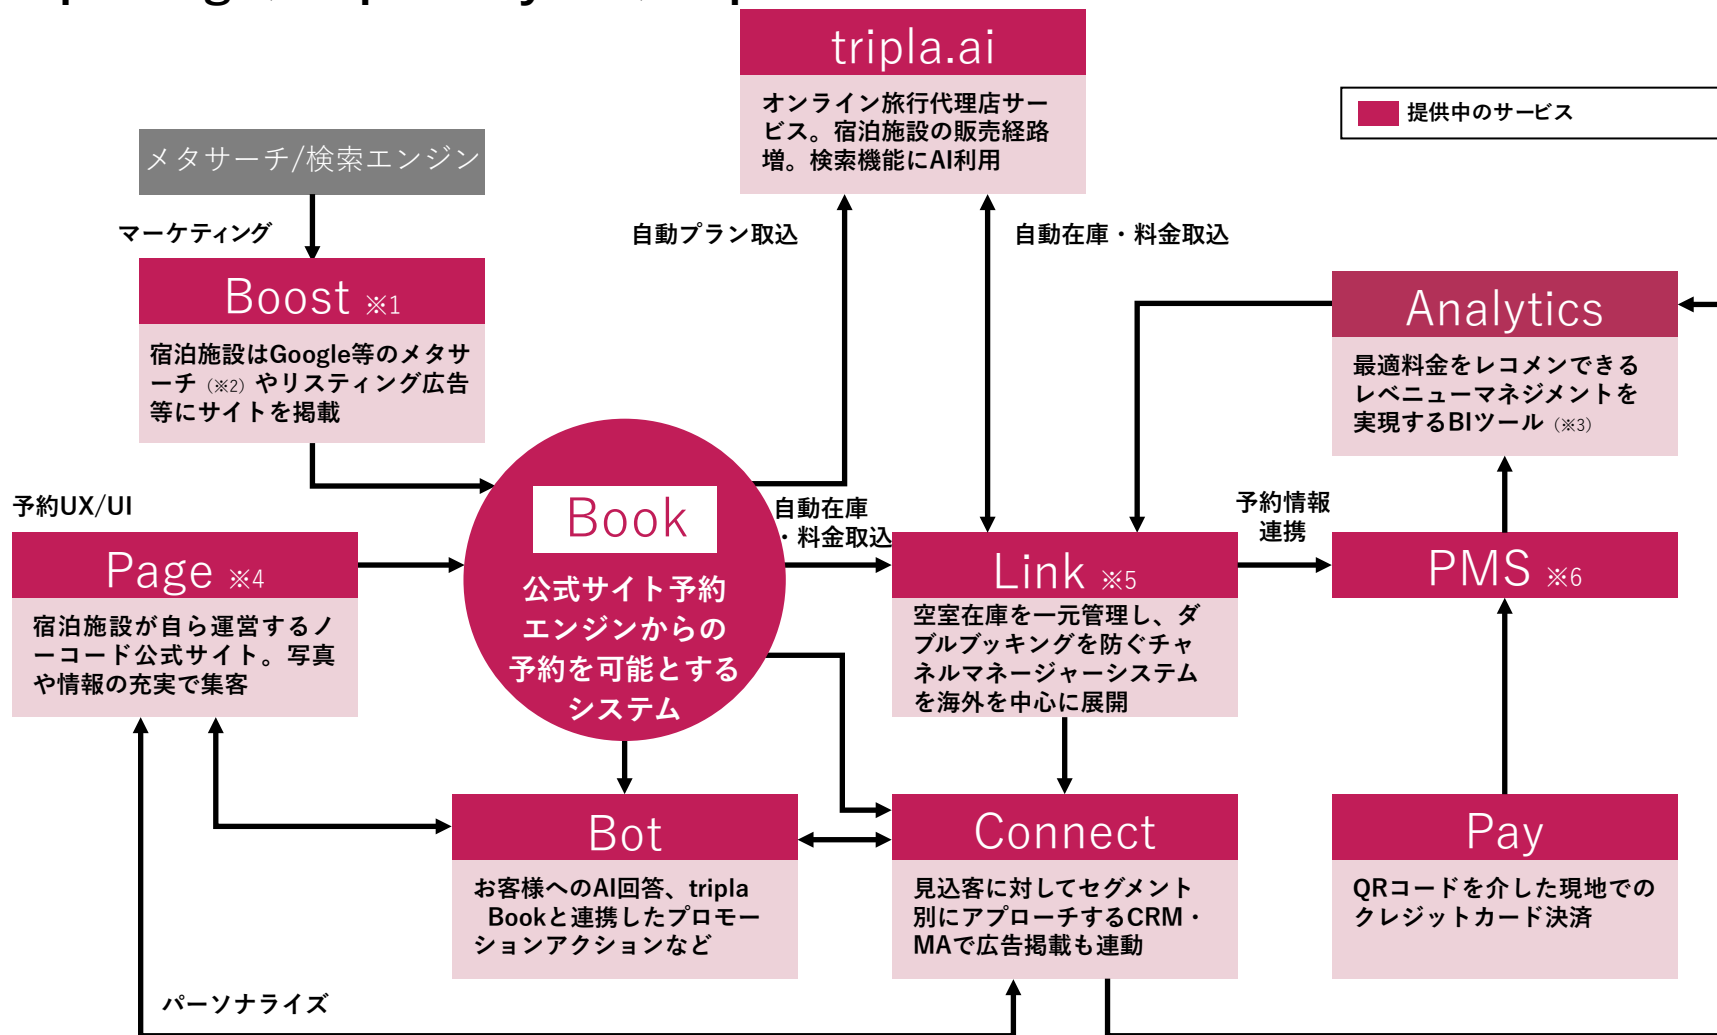 tripla.ai
オンライン旅行代理店サー
ビス。宿泊施設の販売経路
増。検索機能にAI利用
提供中のサービス
メタサーチ/検索エンジン
マーケティング
自動プラン取込
自動在庫・料金取込
Boost ※1
宿泊施設はGoogle等のメタサ
ーチ（※2）やリスティング広告
等にサイトを掲載
Analytics
最適料金をレコメンできる
レベニューマネジメントを
実現するBIツール（※3）
予約UX/UI
Page ※4
宿泊施設が自ら運営するノ
ーコード公式サイト。写真
や情報の充実で集客
Book
公式サイト予約
エンジンからの
予約を可能とする
システム
自動在庫
・料金取込
Link ※5
空室在庫を一元管理し、ダ
ブルブッキングを防ぐチャ
ネルマネージャーシステム
を海外を中心に展開
予約情報
連携
PMS ※6
Bot
お客様へのAI回答、tripla
Bookと連携したプロモー
ションアクションなど
Connect
見込客に対してセグメント
別にアプローチするCRM・
MAで広告掲載も連動
Pay
QRコードを介した現地での
クレジットカード決済
パーソナライズ